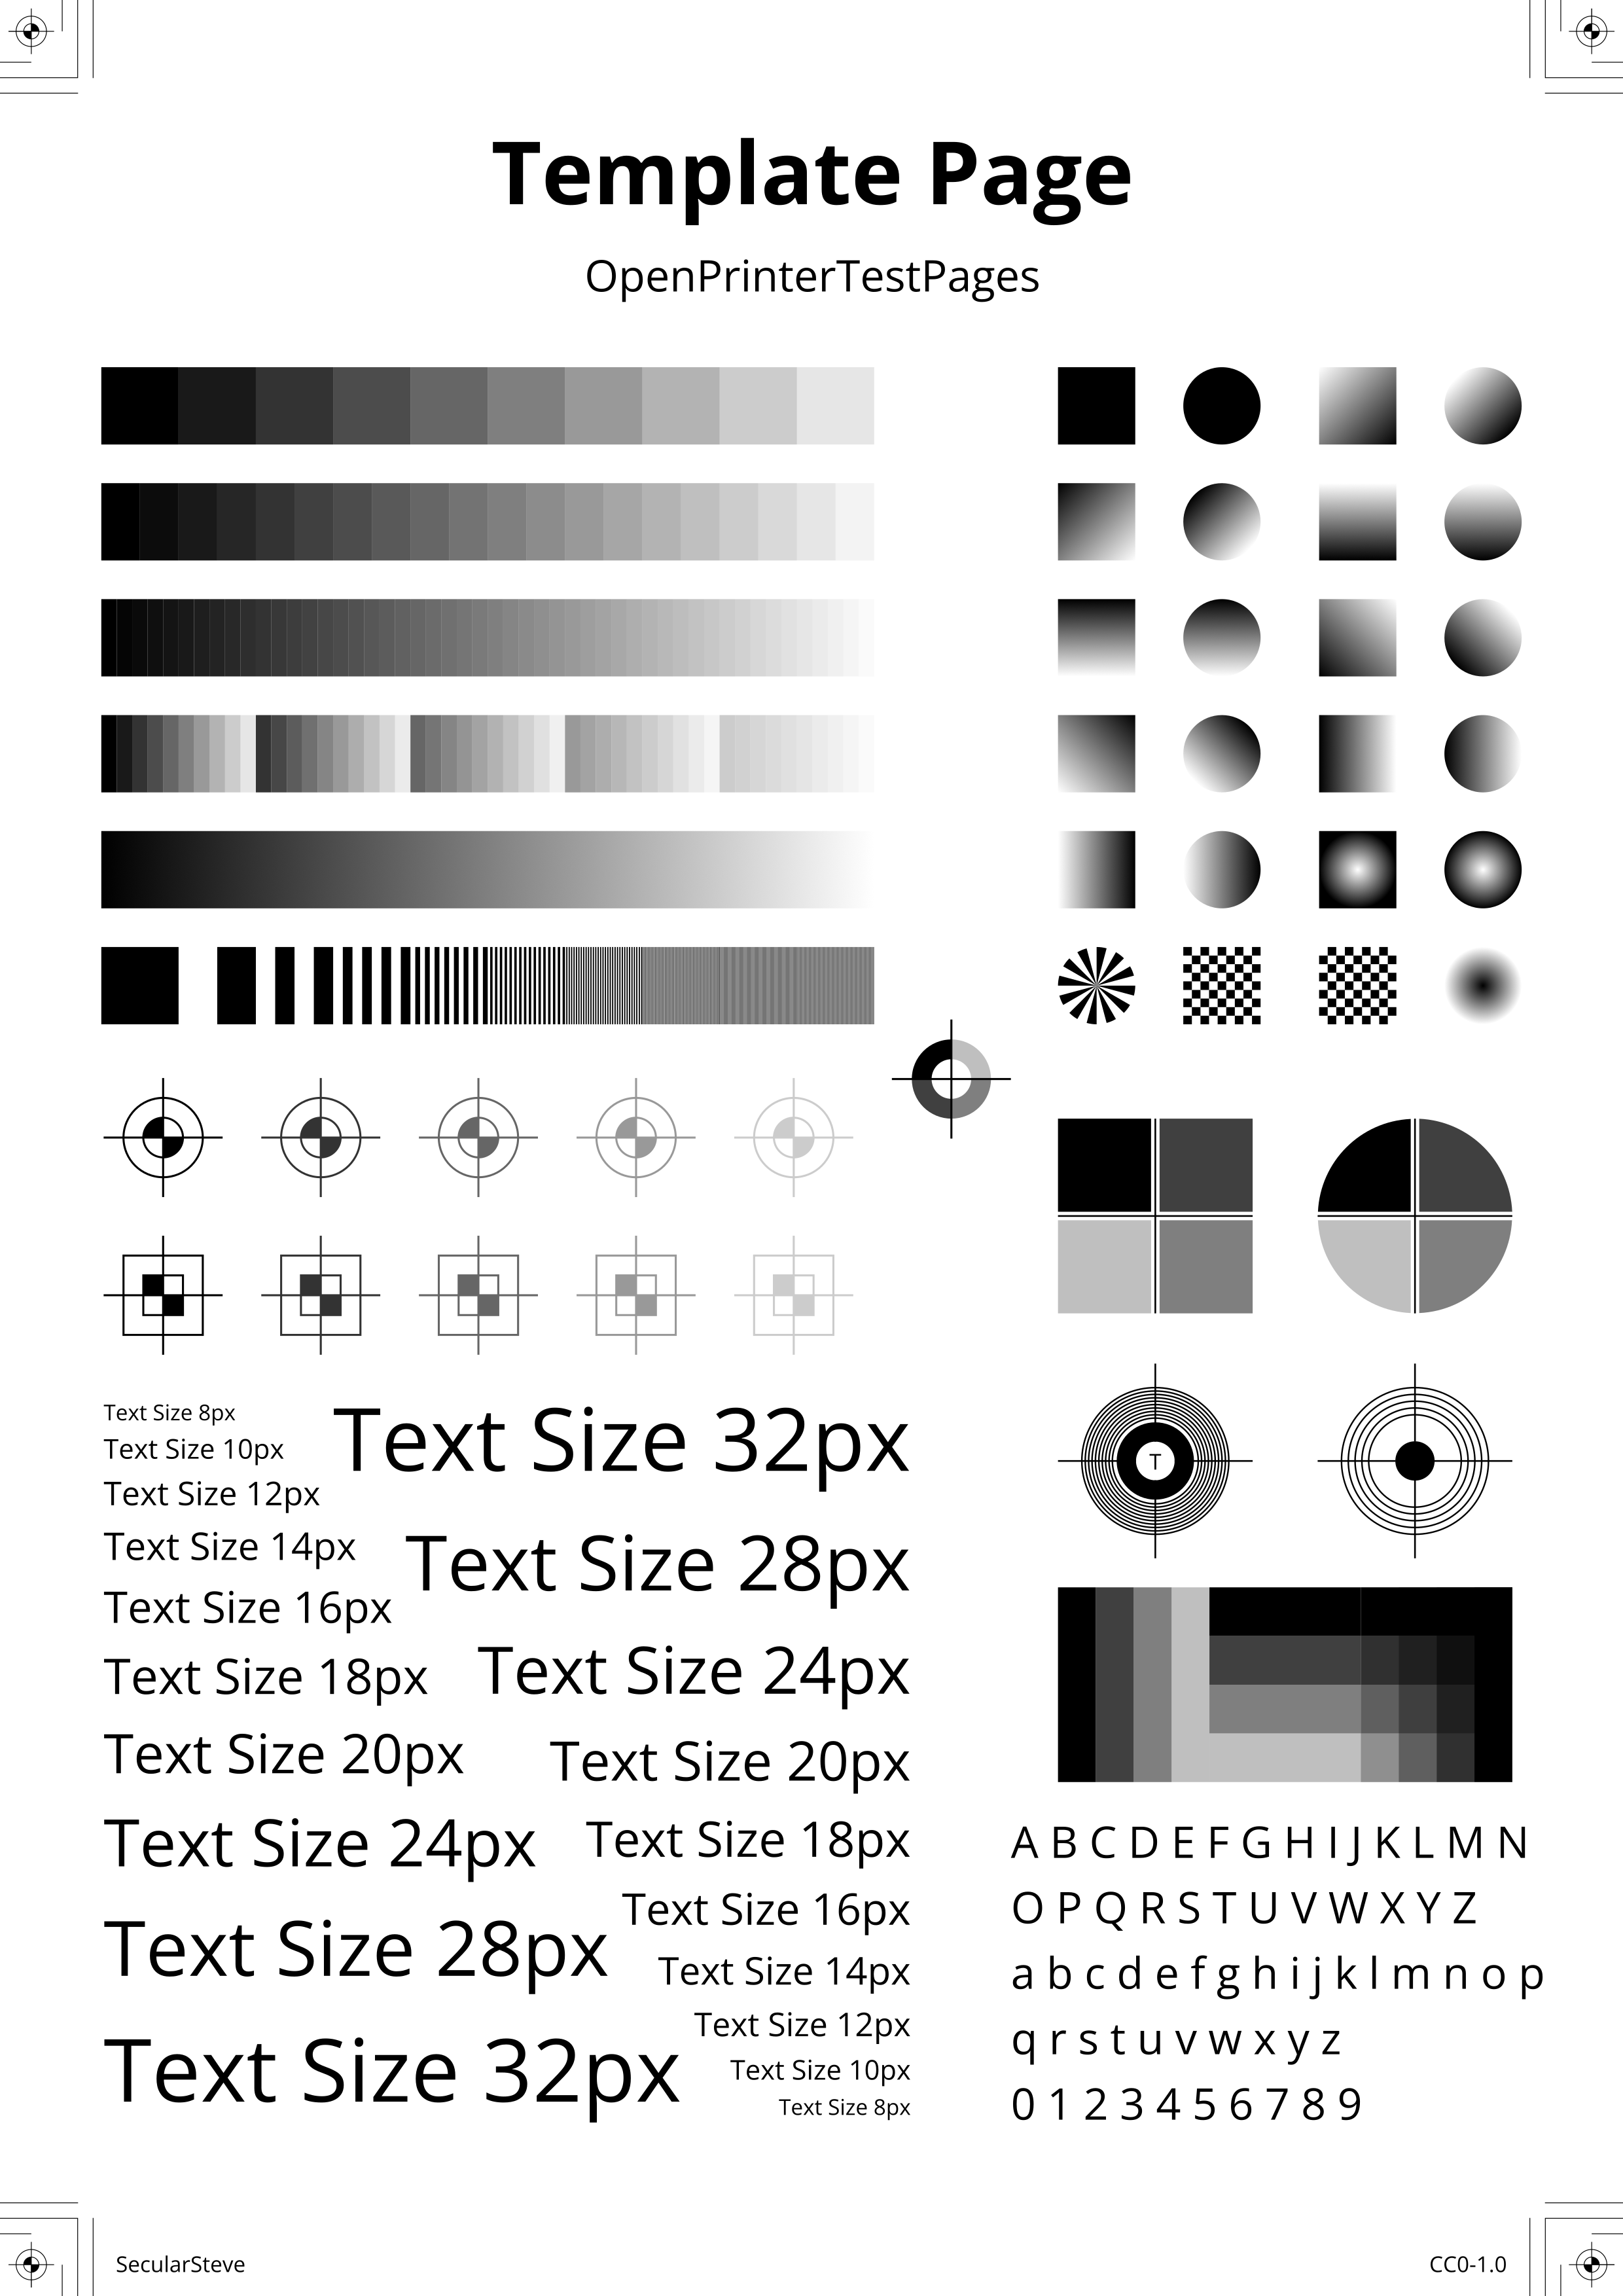 Template Page
OpenPrinterTestPages
Text Size 8px
Text Size 10px
Text Size 12px
Text Size 14px
Text Size 16px
Text Size 18px
Text Size 20px
Text Size 24px
Text Size 28px
Text Size 32px
Text Size 32px
Text Size 28px
Text Size 24px
Text Size 20px
Text Size 18px
Text Size 16px
Text Size 14px
Text Size 12px
Text Size 10px
Text Size 8px
T
A B C D E F G H I J K L M N
O P Q R S T U V W X Y Z
a b c d e f g h i j k l m n o p
q r s t u v w x y z
0 1 2 3 4 5 6 7 8 9
SecularSteve
CC0-1.0